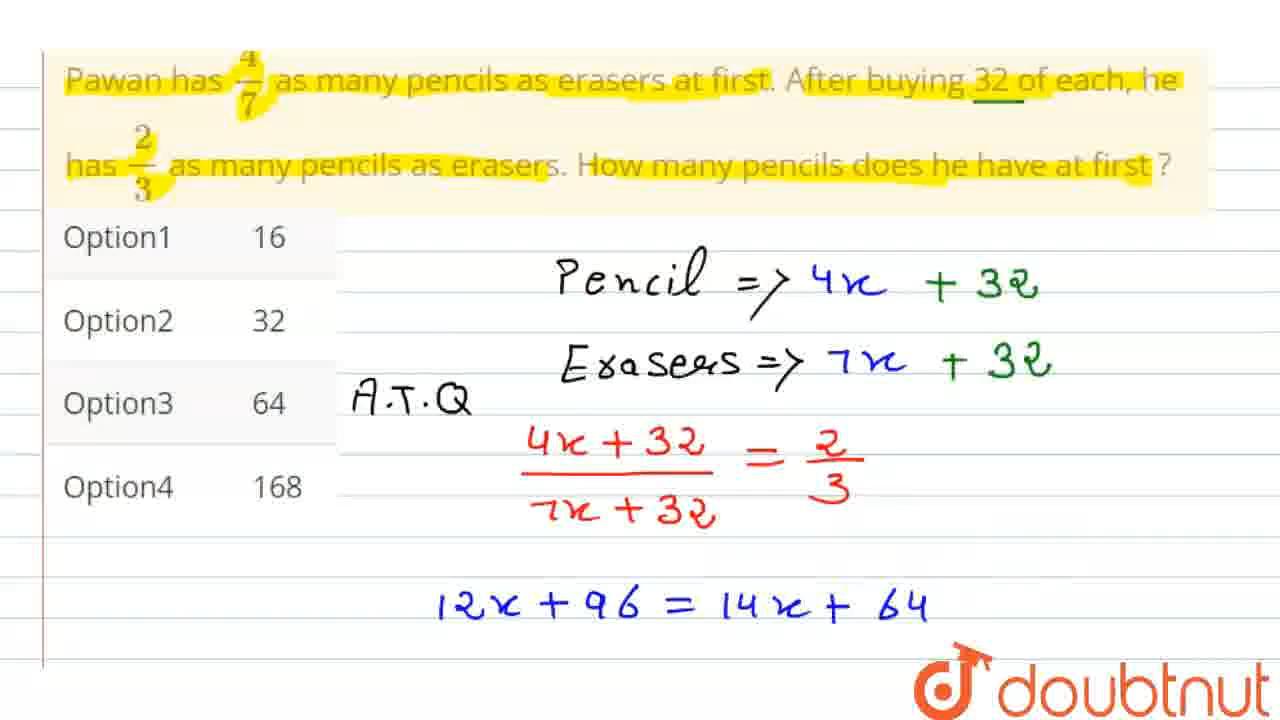 Pawan has 4/7 as many pencils as erasers at first. After buying 32 of each, he
has 2/3 as many pencils as erasers. How many pencils does he have at first ?
Option1 16
Option2 32
Option3 64
Option4 168
Pencil => 4x + 32
Erasers => 7x + 32
A.T.Q
4x + 32 / 7x + 32 = 2/3
12x + 96 = 14x + 64
doubtnut